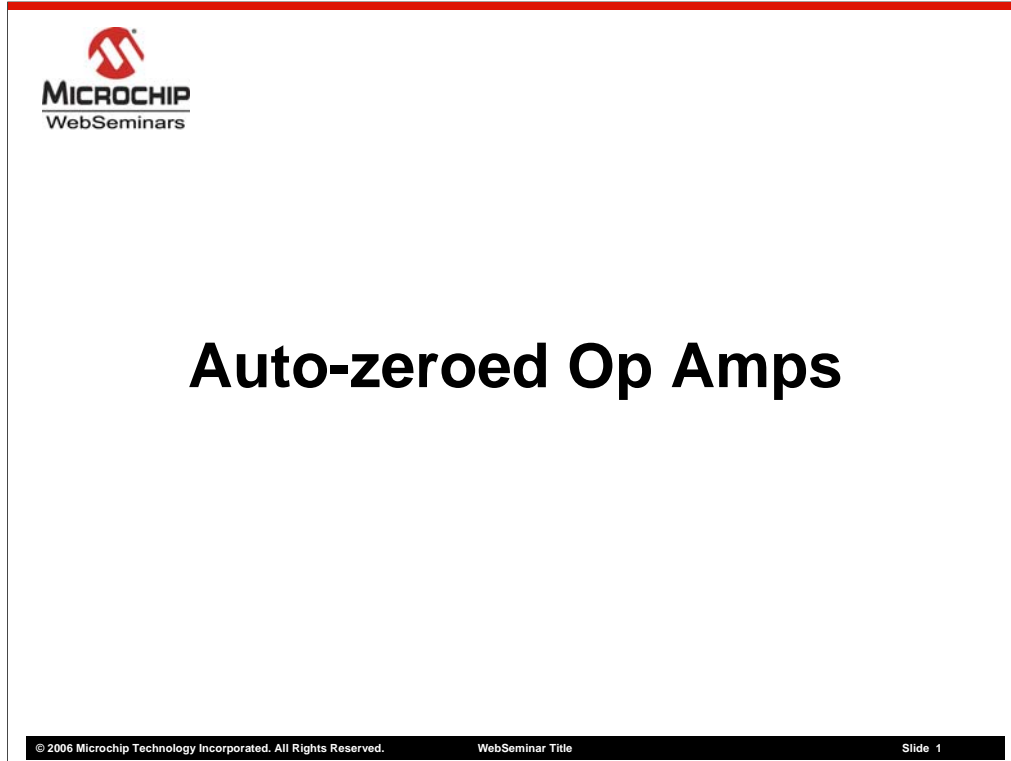 MICROCHIP
WebSeminars
Auto-zeroed Op Amps
© 2006 Microchip Technology Incorporated. All Rights Reserved. WebSeminar Title Slide 1